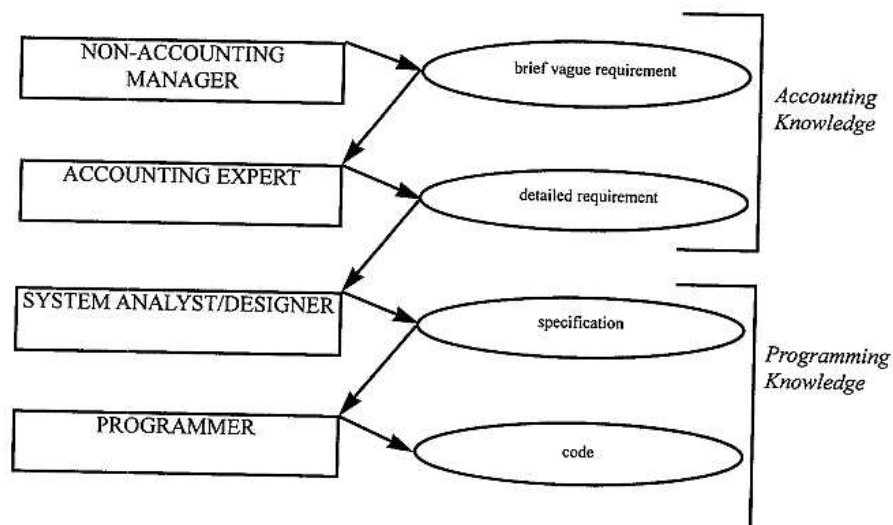 NON-ACCOUNTING
MANAGER
brief vague requirement
Accounting
Knowledge
ACCOUNTING EXPERT
detailed requirement
SYSTEM ANALYST/DESIGNER
specification
Programming
Knowledge
PROGRAMMER
code